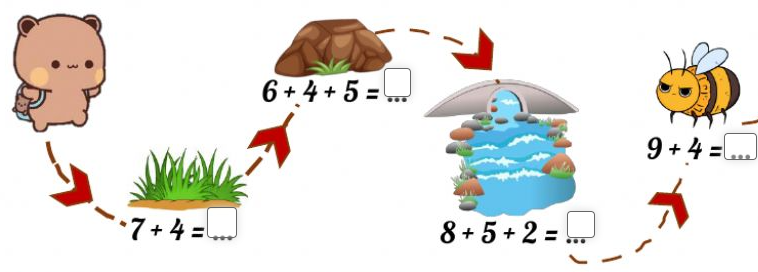 7 + 4 = ...
6 + 4 + 5 = ...
8 + 5 + 2 = ...
9 + 4 = ...